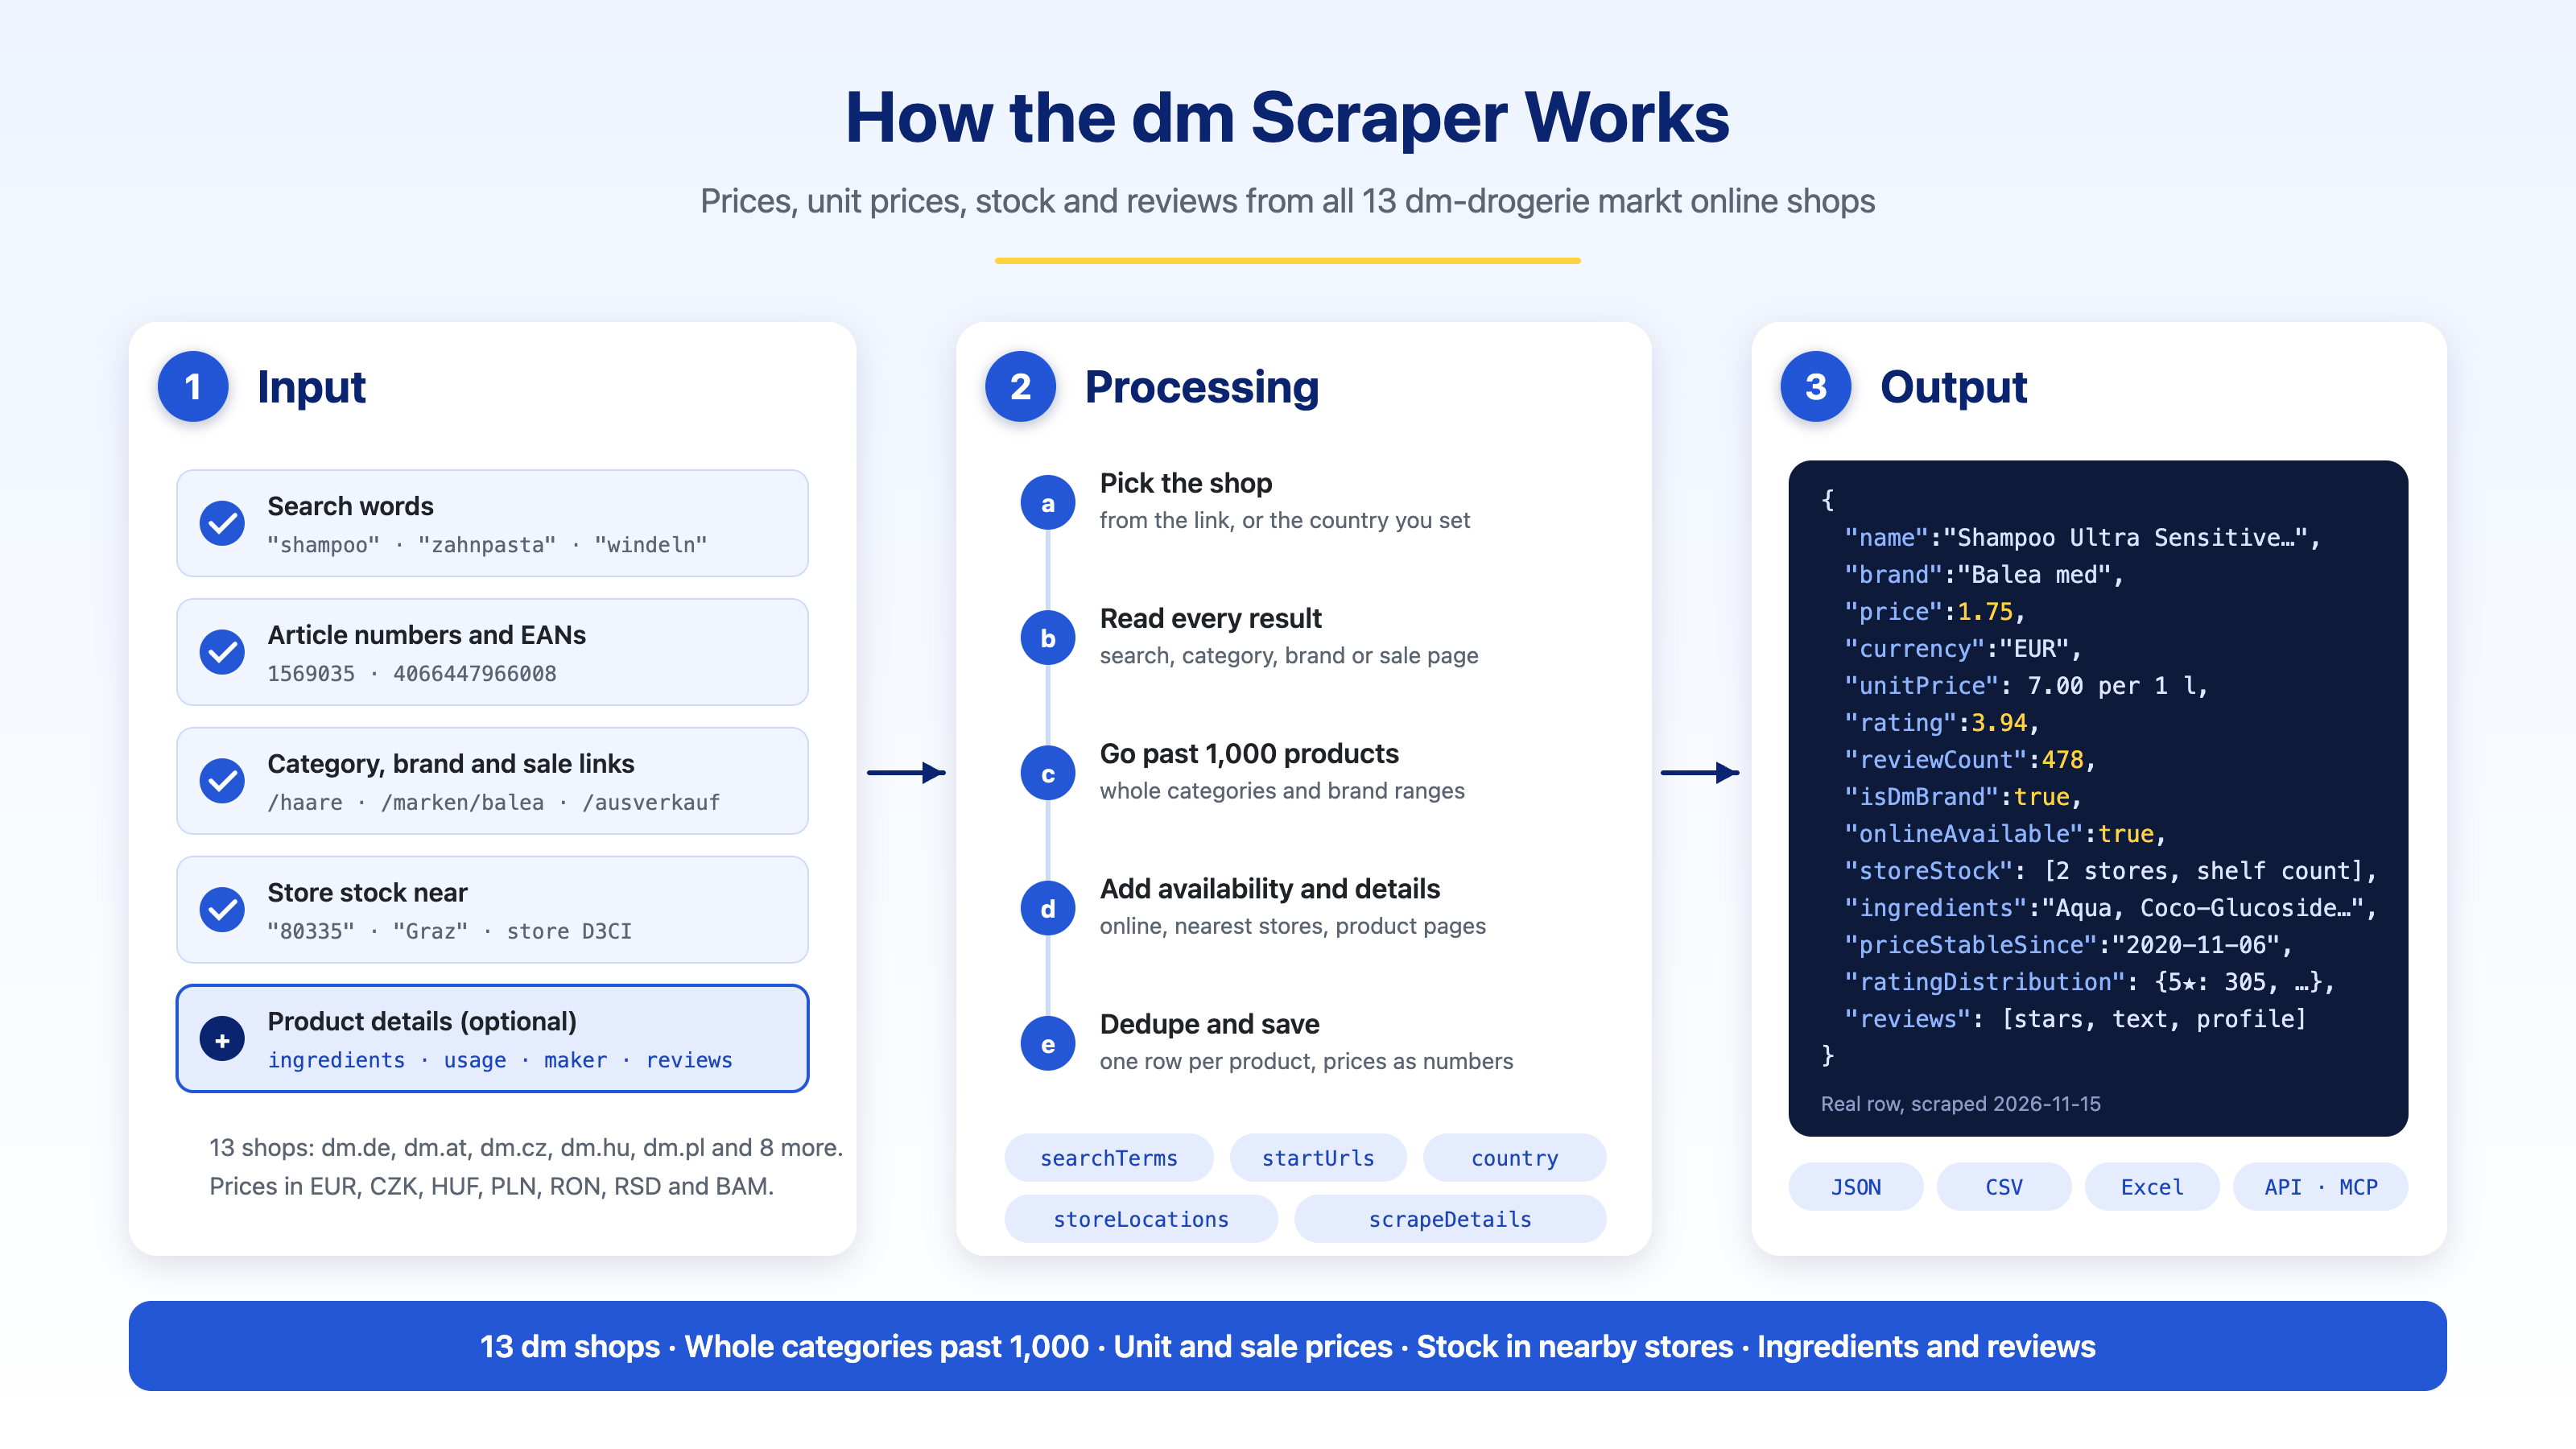 How the dm Scraper Works
Prices, unit prices, stock and reviews from all 13 dm-drogerie markt online shops
1 Input
Search words
"shampoo" · "zahnpasta" · "windeln"
Article numbers and EANs
1569035 · 4066447966008
Category, brand and sale links
/haare · /marken/balea · /ausverkauf
Store stock near
"80335" · "Graz" · store D3CI
+
Product details (optional)
ingredients · usage · maker · reviews
13 shops: dm.de, dm.at, dm.cz, dm.hu, dm.pl and 8 more.
Prices in EUR, CZK, HUF, PLN, RON, RSD and BAM.
2 Processing
a
Pick the shop
from the link, or the country you set
b
Read every result
search, category, brand or sale page
c
Go past 1,000 products
whole categories and brand ranges
d
Add availability and details
online, nearest stores, product pages
e
Dedupe and save
one row per product, prices as numbers
searchTerms startUrls country
storeLocations scrapeDetails
3 Output
{
"name":"Shampoo Ultra Sensitive…",
"brand":"Balea med",
"price":1.75,
"currency":"EUR",
"unitPrice": 7.00 per 1 l,
"rating":3.94,
"reviewCount":478,
"isDmBrand":true,
"onlineAvailable":true,
"storeStock": [2 stores, shelf count],
"ingredients":"Aqua, Coco-Glucoside…",
"priceStableSince":"2020-11-06",
"ratingDistribution": {5★: 305, …},
"reviews": [stars, text, profile]
}
Real row, scraped 2026-11-15
JSON CSV Excel API · MCP
13 dm shops · Whole categories past 1,000 · Unit and sale prices · Stock in nearby stores · Ingredients and reviews